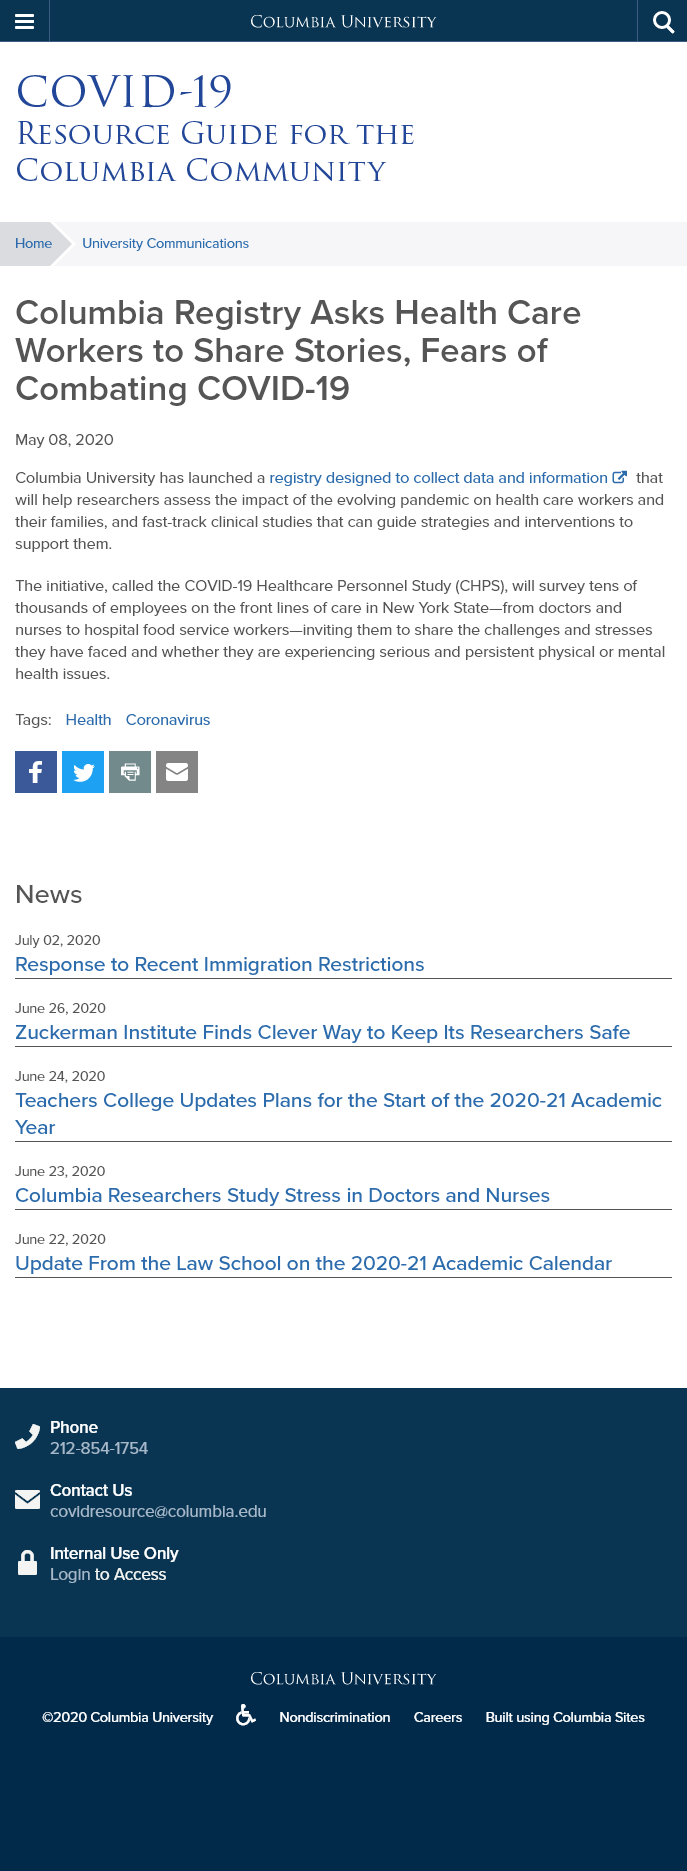 Columbia University
COVID-19
Resource Guide for the
Columbia Community
Home University Communications
Columbia Registry Asks Health Care
Workers to Share Stories, Fears of
Combating COVID-19
May 08, 2020
Columbia University has launched a registry designed to collect data and information that
will help researchers assess the impact of the evolving pandemic on health care workers and
their families, and fast-track clinical studies that can guide strategies and interventions to
support them.
The initiative, called the COVID-19 Healthcare Personnel Study (CHPS), will survey tens of
thousands of employees on the front lines of care in New York State—from doctors and
nurses to hospital food service workers—inviting them to share the challenges and stresses
they have faced and whether they are experiencing serious and persistent physical or mental
health issues.
Tags: Health Coronavirus
News
July 02, 2020
Response to Recent Immigration Restrictions
June 26, 2020
Zuckerman Institute Finds Clever Way to Keep Its Researchers Safe
June 24, 2020
Teachers College Updates Plans for the Start of the 2020-21 Academic
Year
June 23, 2020
Columbia Researchers Study Stress in Doctors and Nurses
June 22, 2020
Update From the Law School on the 2020-21 Academic Calendar
Phone
212-854-1754
Contact Us
covidresource@columbia.edu
Internal Use Only
Login to Access
Columbia University
©2020 Columbia University Nondiscrimination Careers Built using Columbia Sites